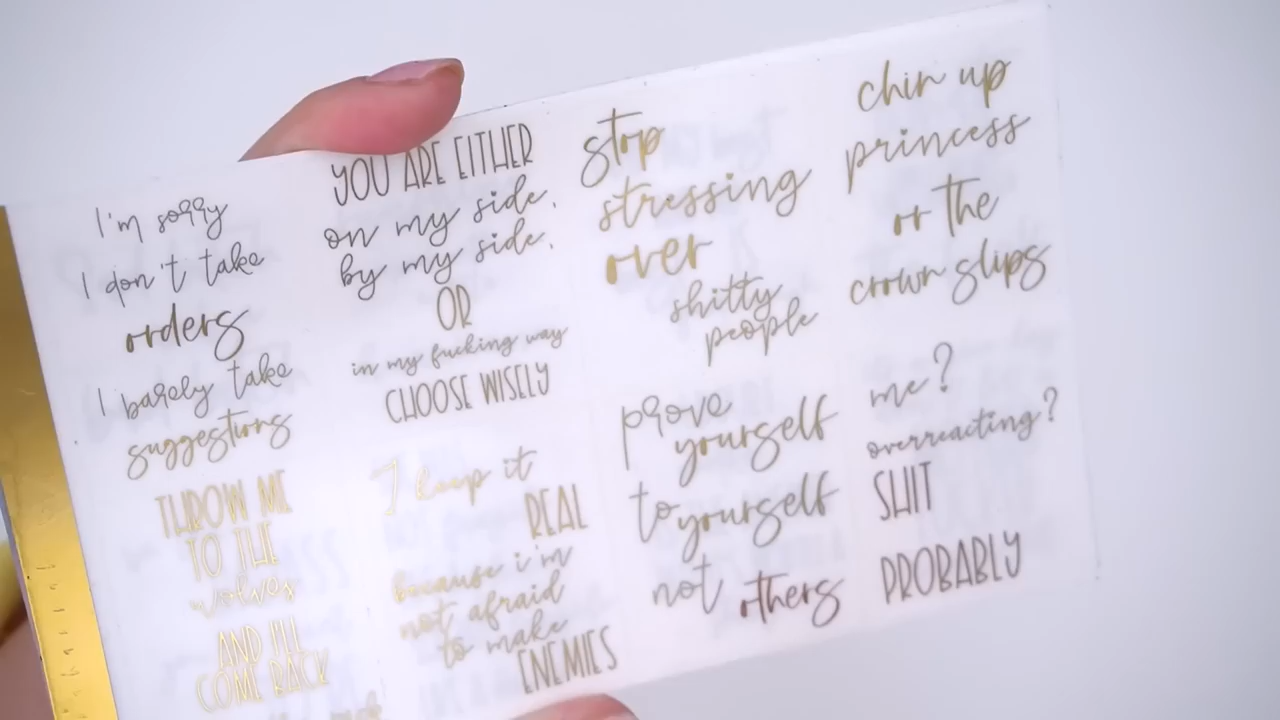 I'm sorry
I don't take
orders
I barely take
suggestions
THROW ME
TO THE
wolves
AND I'LL
COME BACK
YOU ARE EITHER
on my side,
by my side,
OR
in my fucking way
CHOOSE WISELY
I keep it
REAL
because i'm
not afraid
to make
ENEMIES
stop
stressing
over
shitty
people
prove
yourself
to yourself
not others
chin up
princess
or the
crown slips
me?
overreacting?
SHIT
PROBABLY